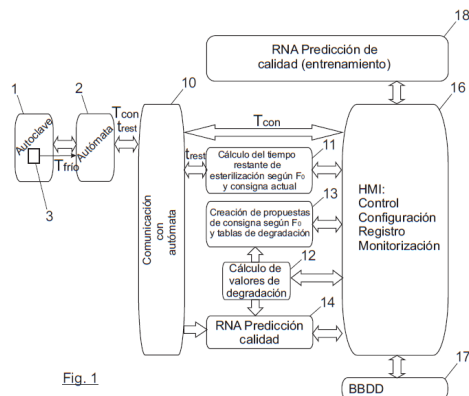 18
RNA Predicción de
calidad (entrenamiento)
1
2
10
16
Autoclave
Autómata
Tcon
trest
Tfrío
3
Comunicación
con
autómata
Tcon
trest
11
Cálculo del tiempo
restante de
esterilización según F0
y consigna actual
13
Creación de propuestas
de consigna según F0
y tablas de degradación
12
Cálculo
de valores de
degradación
14
RNA Predicción
calidad
HMI:
Control
Configuración
Registro
Monitorización
17
BBDD
Fig. 1